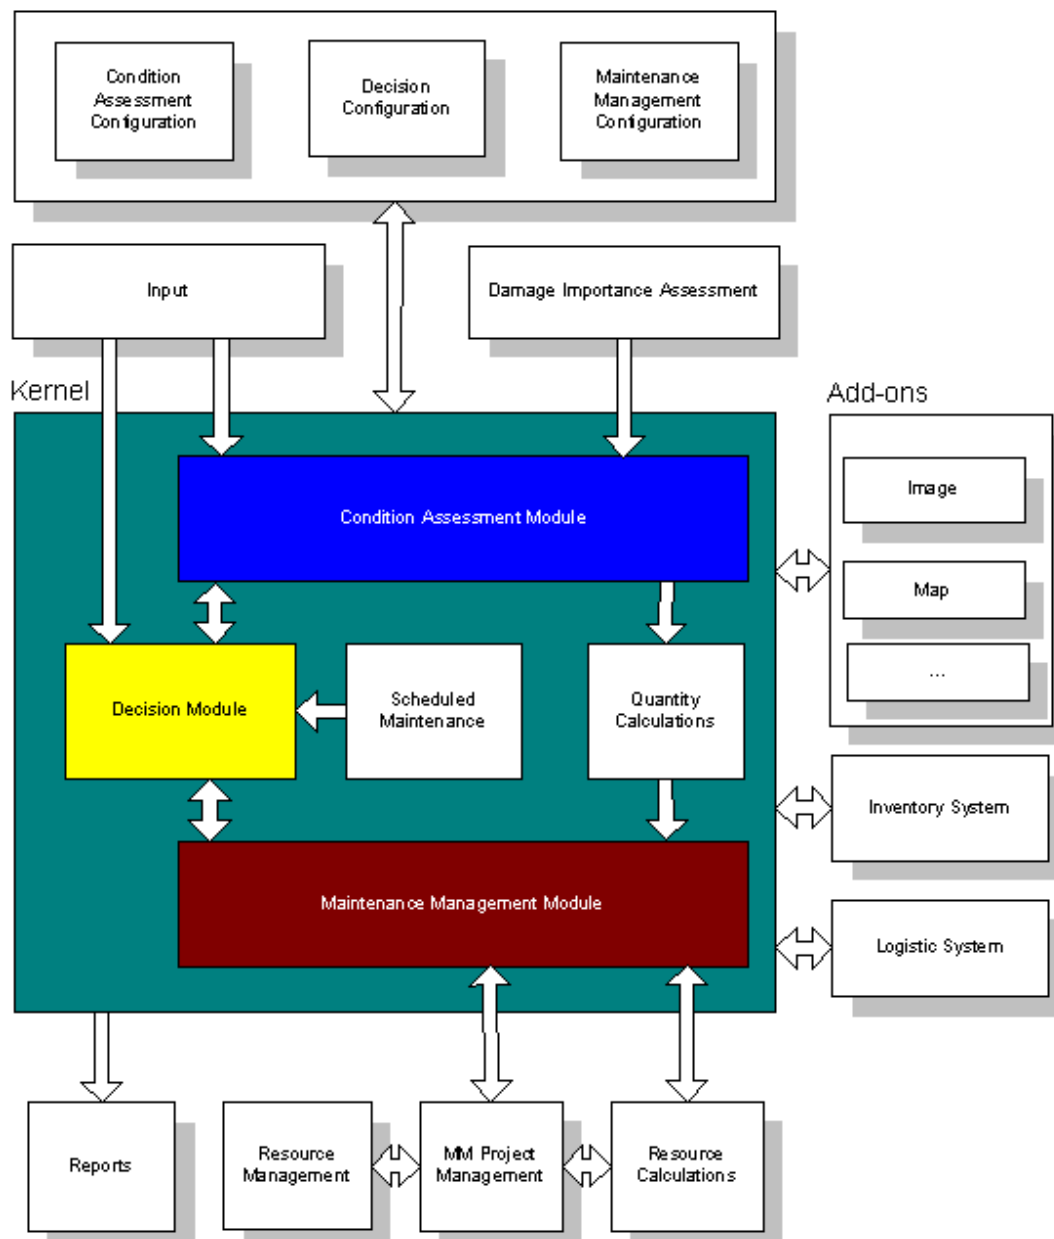 Condition
Assessment
Configuration
Decision
Configuration
Maintenance
Management
Configuration
Input
Damage Importance Assessment
Kernel
Add-ons
Condition Assessment Module
Image
Map
...
Decision Module
Scheduled
Maintenance
Quantity
Calculations
Inventory System
Maintenance Management Module
Logistic System
Reports
Resource
Management
MM Project
Management
Resource
Calculations